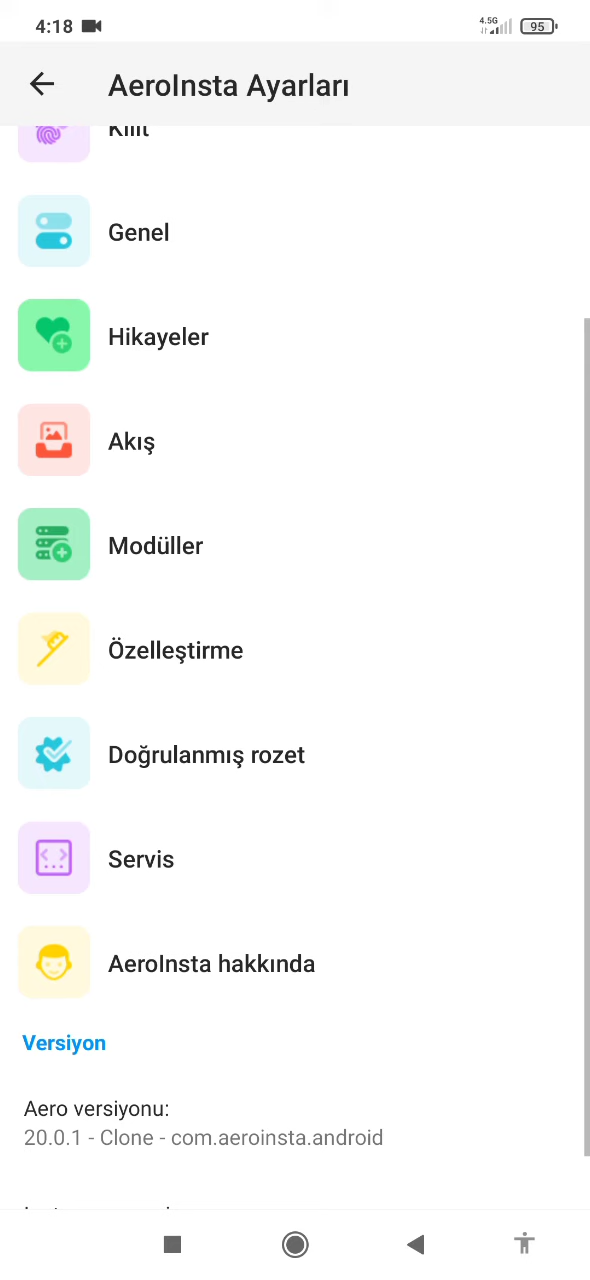 4:18
4.5G
95
AeroInsta Ayarları
Kilit
Genel
Hikayeler
Akış
Modüller
Özelleştirme
Doğrulanmış rozet
Servis
AeroInsta hakkında
Versiyon
Aero versiyonu:
20.0.1 - Clone - com.aeroinsta.android